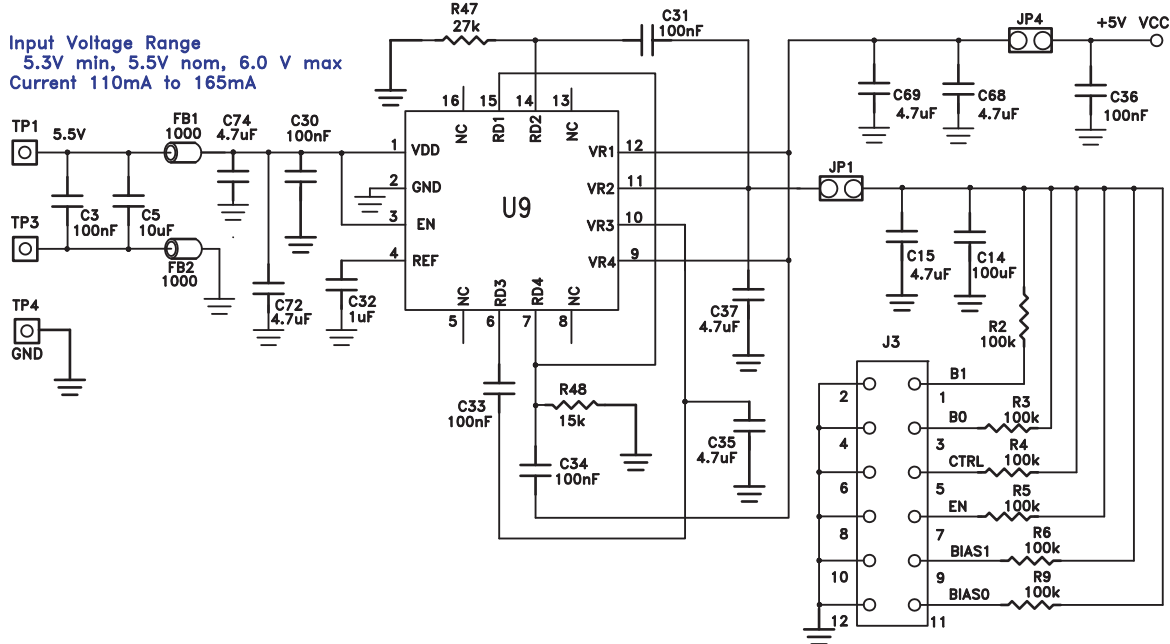 Input Voltage Range
5.3V min, 5.5V nom, 6.0 V max
Current 110mA to 165mA
R47
27k
C31
100nF
JP4
+5V VCC
C69
4.7uF
C68
4.7uF
C36
100nF
TP1
5.5V
FB1
1000
C74
4.7uF
C30
100nF
C3
100nF
C5
10uF
TP3
FB2
1000
C72
4.7uF
C32
1uF
TP4
GND
16
15
14
13
NC
RD1
RD2
NC
1
VDD
2
GND
3
EN
4
REF
U9
VR1
12
VR2
11
VR3
10
VR4
9
NC
RD3
RD4
NC
5
6
7
8
JP1
C15
4.7uF
C14
100uF
C37
4.7uF
C33
100nF
R48
15k
C34
100nF
C35
4.7uF
R2
100k
J3
2
B1
1
R3
100k
B0
4
3
R4
100k
CTRL
6
5
R5
100k
EN
8
7
R6
100k
BIAS1
10
9
R9
100k
BIAS0
12
11